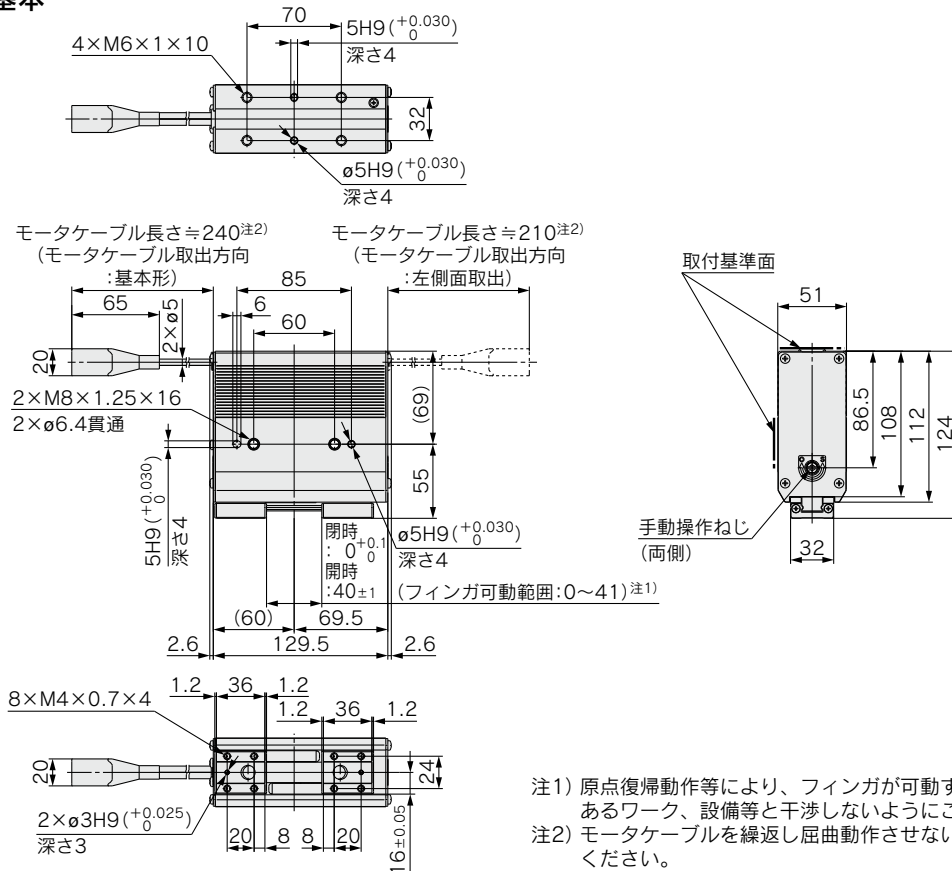 基本
70
5H9(+0.030 0)
深さ4
4×M6×1×10
32
ø5H9(+0.030 0)
深さ4
モータケーブル長さ≒240注2)
(モータケーブル取出方向
:基本形)
モータケーブル長さ≒210注2)
(モータケーブル取出方向
:左側面取出)
85
65
6
2×ø5
60
20
2×M8×1.25×16
2×ø6.4貫通
(69)
55
5H9(+0.030 0)
深さ4
閉時
: 0+0.1 0
開時
:40±1
ø5H9(+0.030 0)
深さ4
(フィンガ可動範囲:0〜41)注1)
(60)
69.5
2.6
129.5
2.6
取付基準面
51
86.5
108
112
124
手動操作ねじ
(両側)
32
8×M4×0.7×4
1.2
36
1.2
1.2
36
1.2
20
24
2×ø3H9(+0.025 0)
深さ3
20
8
8
20
16±0.05
注1) 原点復帰動作等により、フィンガが可動す
あるワーク、設備等と干渉しないようにご
注2) モータケーブルを繰返し屈曲動作させない
ください。